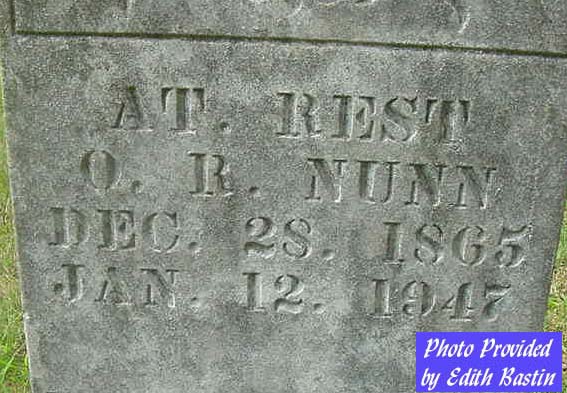 AT. REST
O. R. NUNN
DEC. 28. 1865
JAN. 12. 1947
Photo Provided
by Edith Bastin